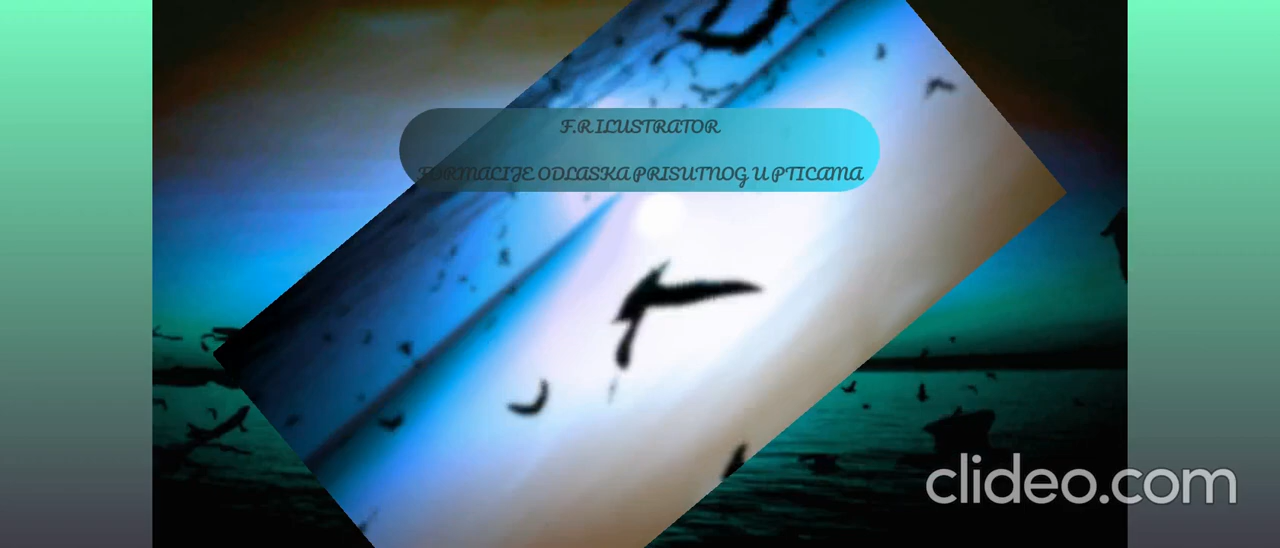 F.R ILUSTRATOR
FORMACIJE ODLASKA PRISUTNOG U PTICAMA
clideo.com